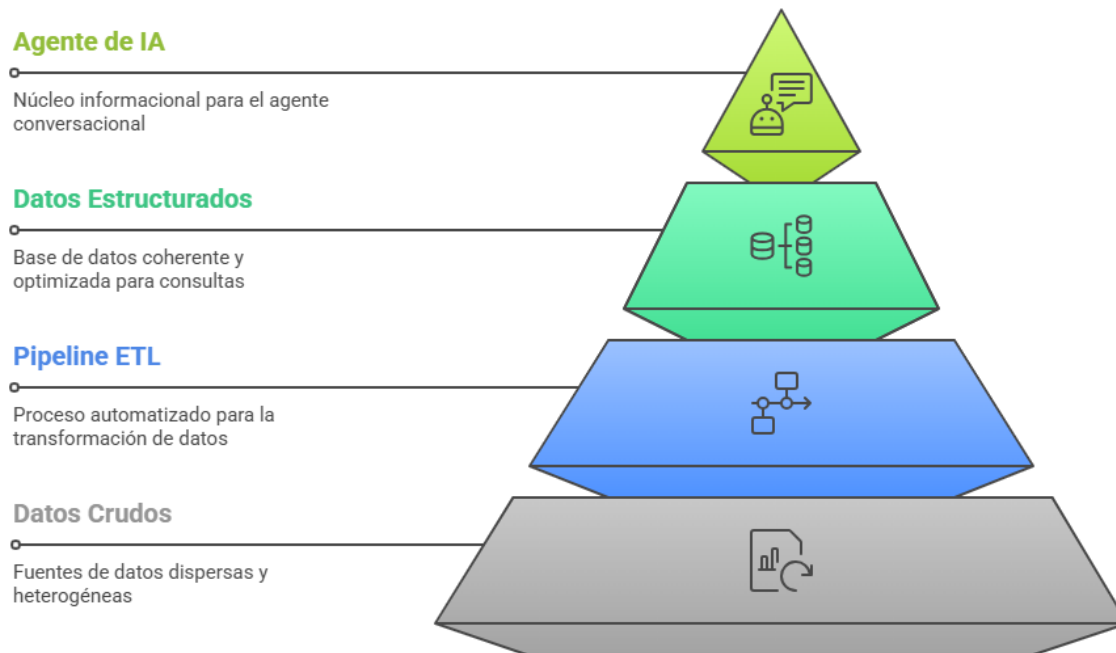 Agente de IA
Núcleo informacional para el agente
conversacional
Datos Estructurados
Base de datos coherente y
optimizada para consultas
Pipeline ETL
Proceso automatizado para la
transformación de datos
Datos Crudos
Fuentes de datos dispersas y
heterogéneas